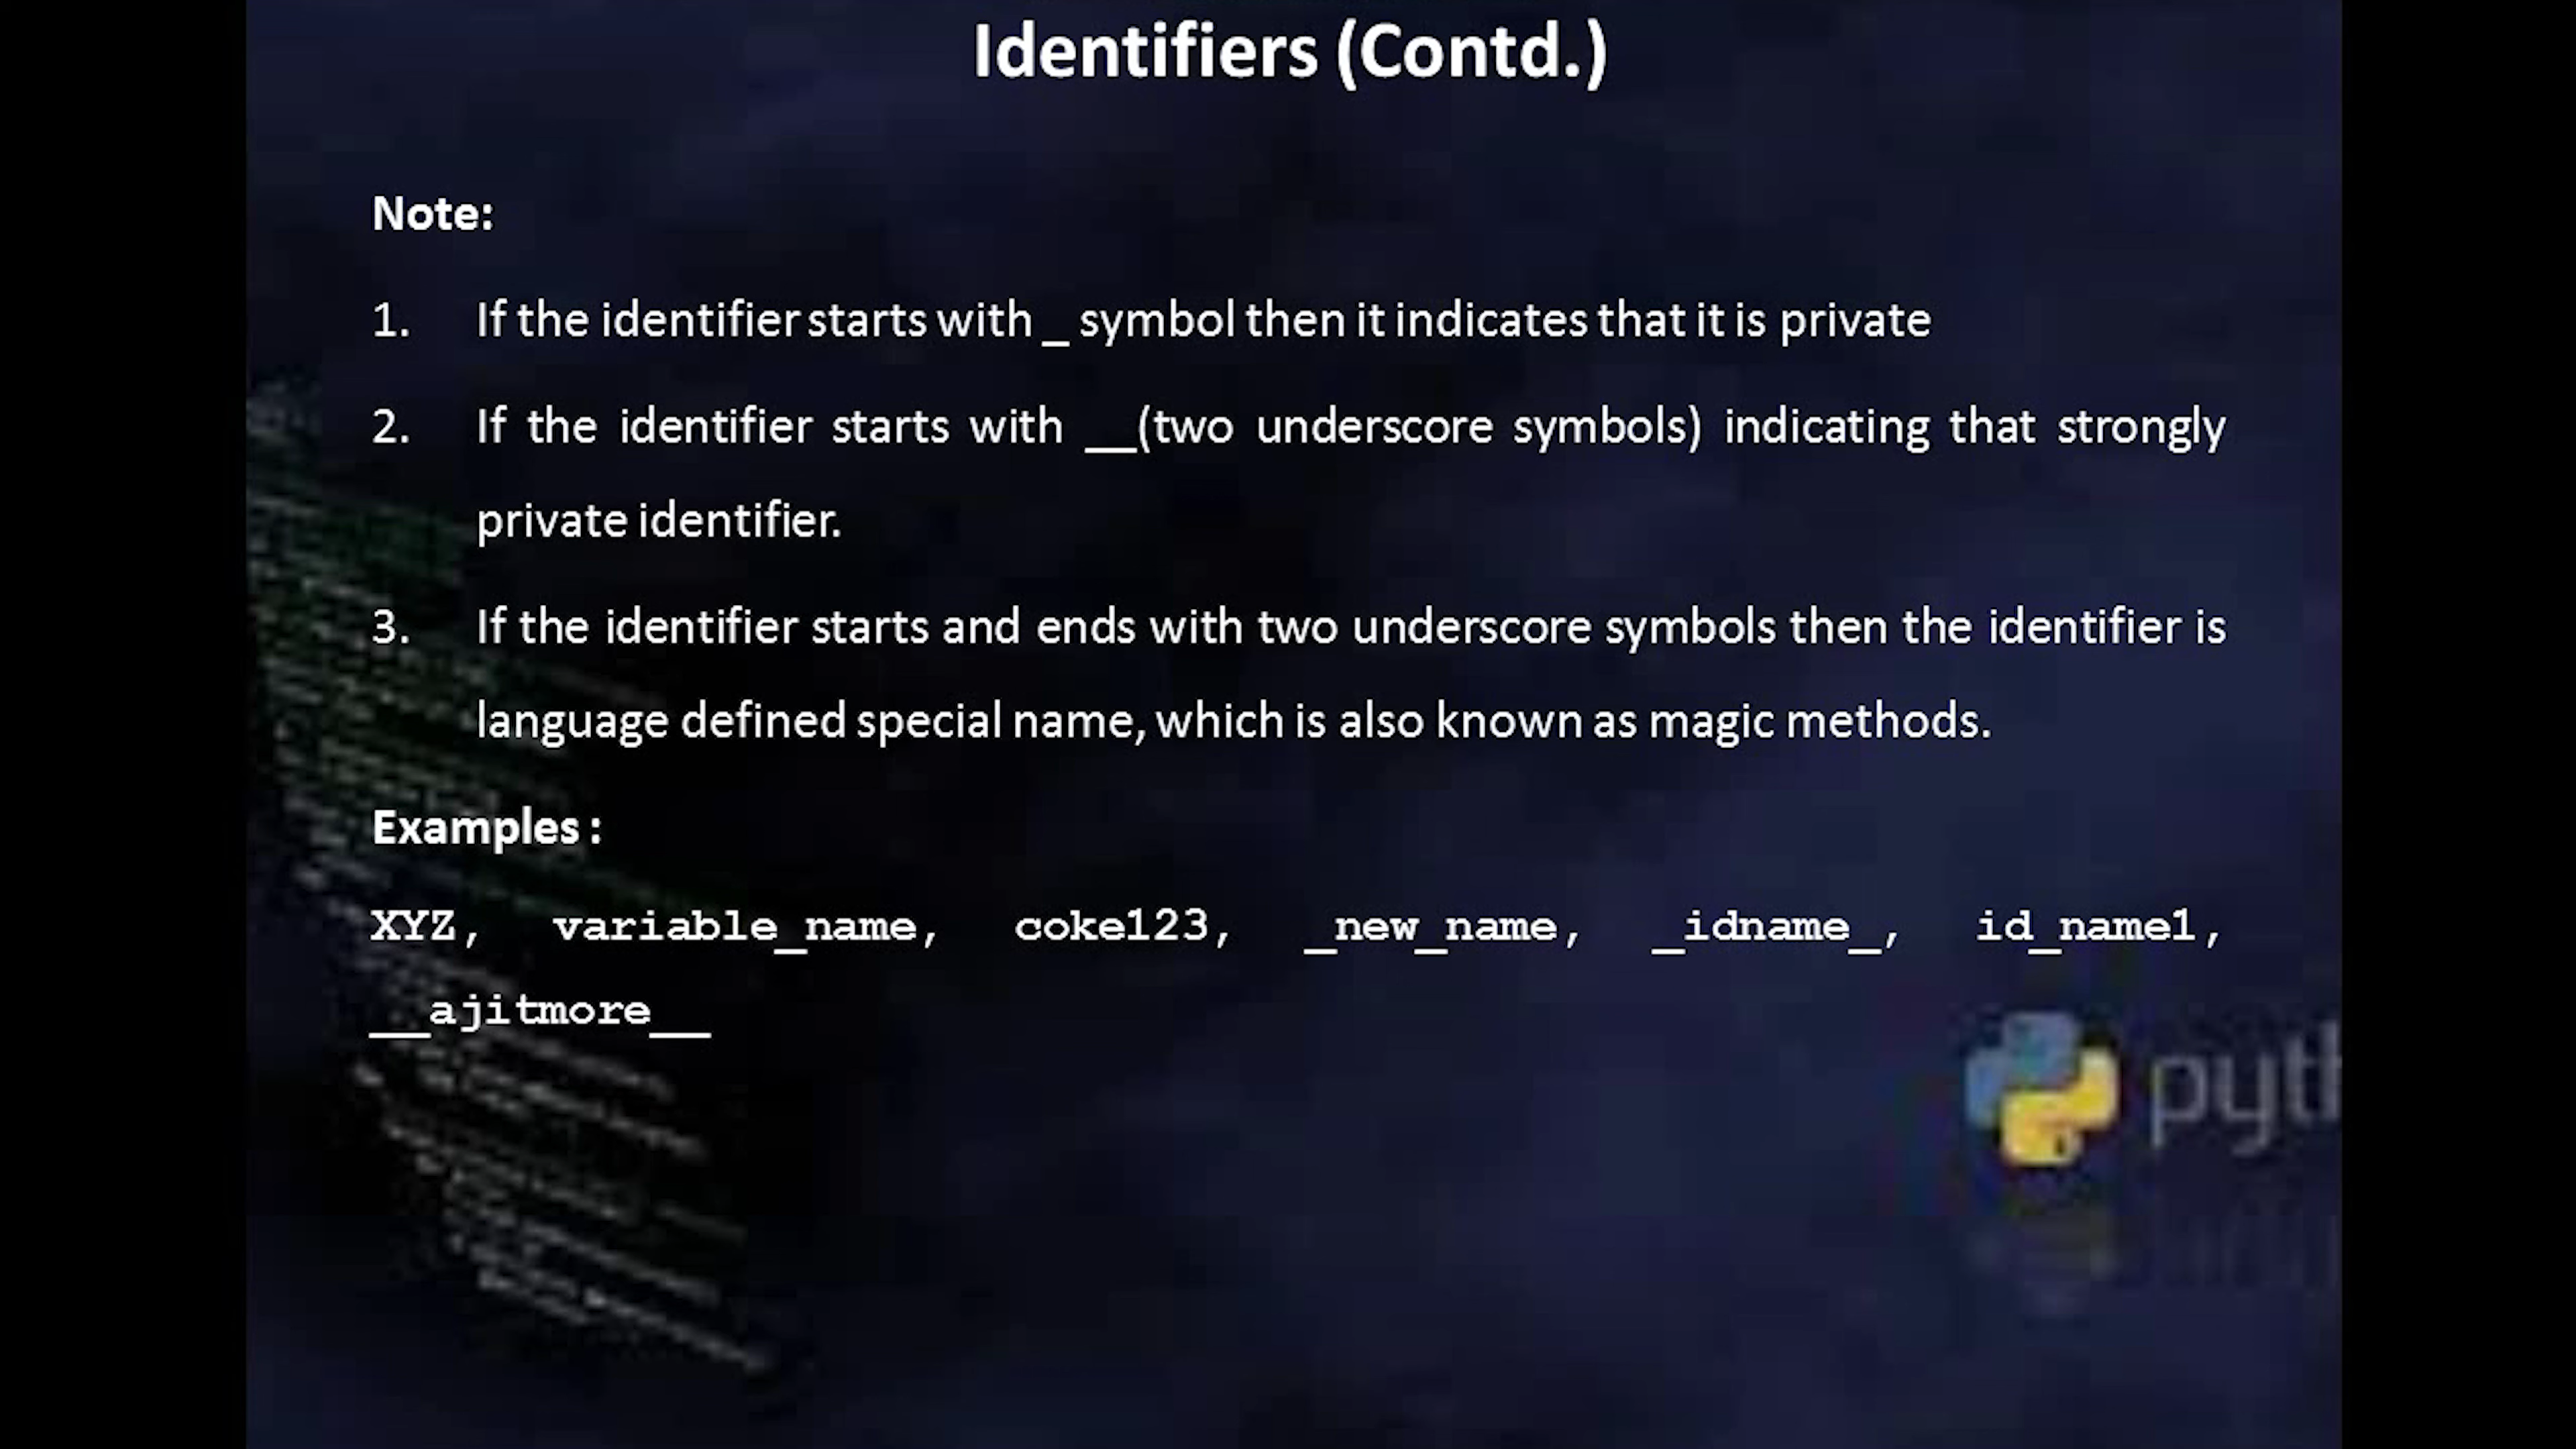 Identifiers (Contd.)
Note:
1. If the identifier starts with _ symbol then it indicates that it is private
2. If the identifier starts with __(two underscore symbols) indicating that strongly
private identifier.
3. If the identifier starts and ends with two underscore symbols then the identifier is
language defined special name, which is also known as magic methods.
Examples :
XYZ, variable_name, coke123, _new_name, _idname_, id_name1,
__ajitmore__
pyth